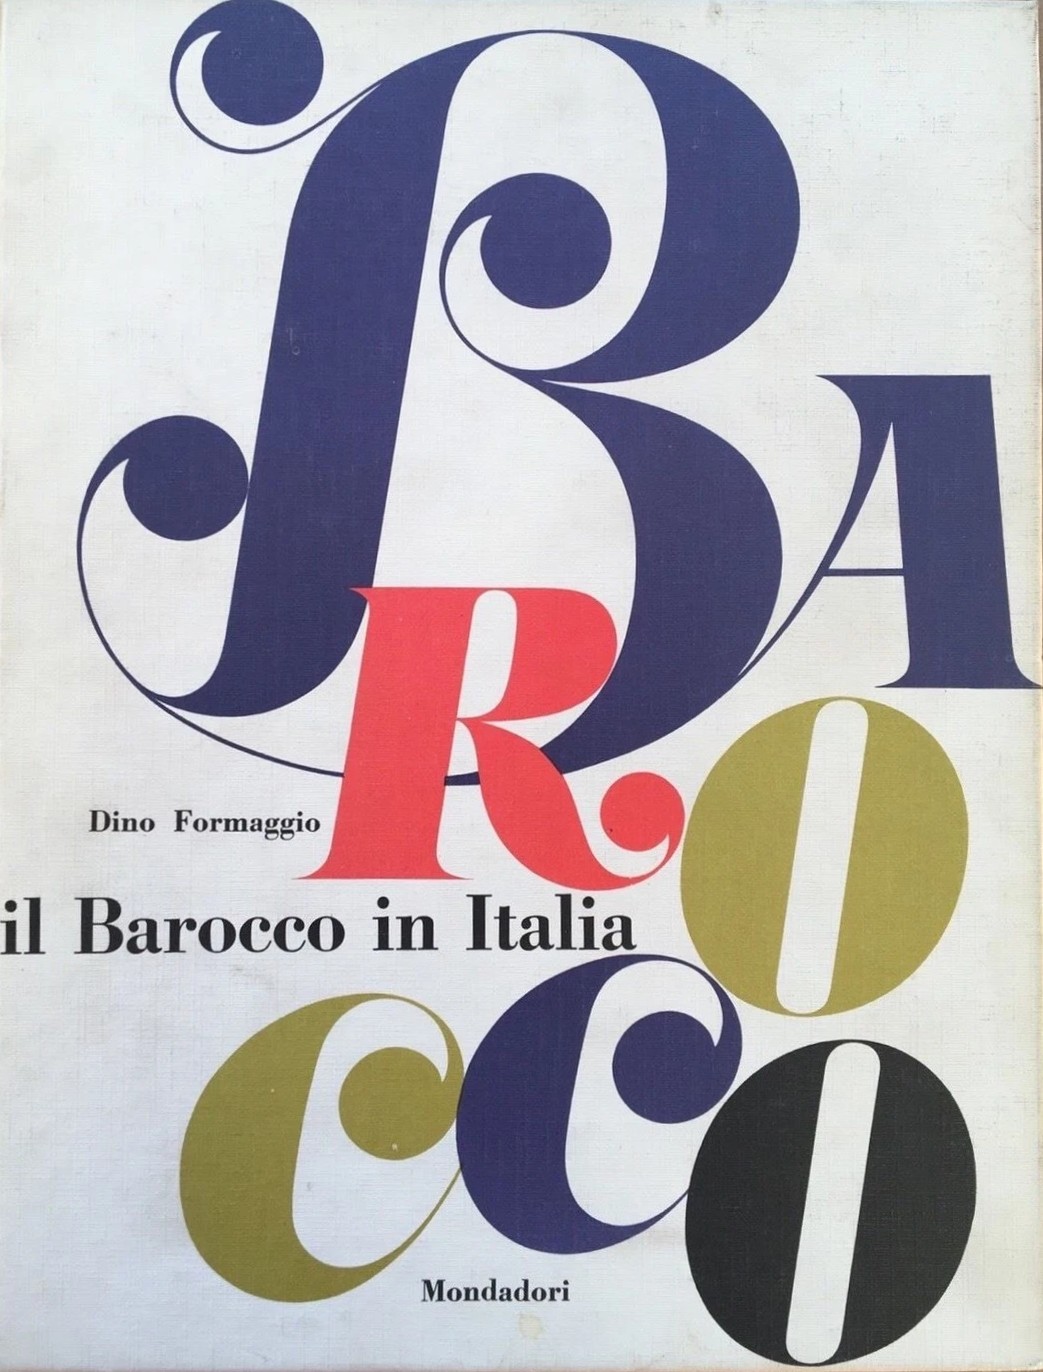 BA
RO
Dino Formaggio
il Barocco in Italia
CCO
Mondadori